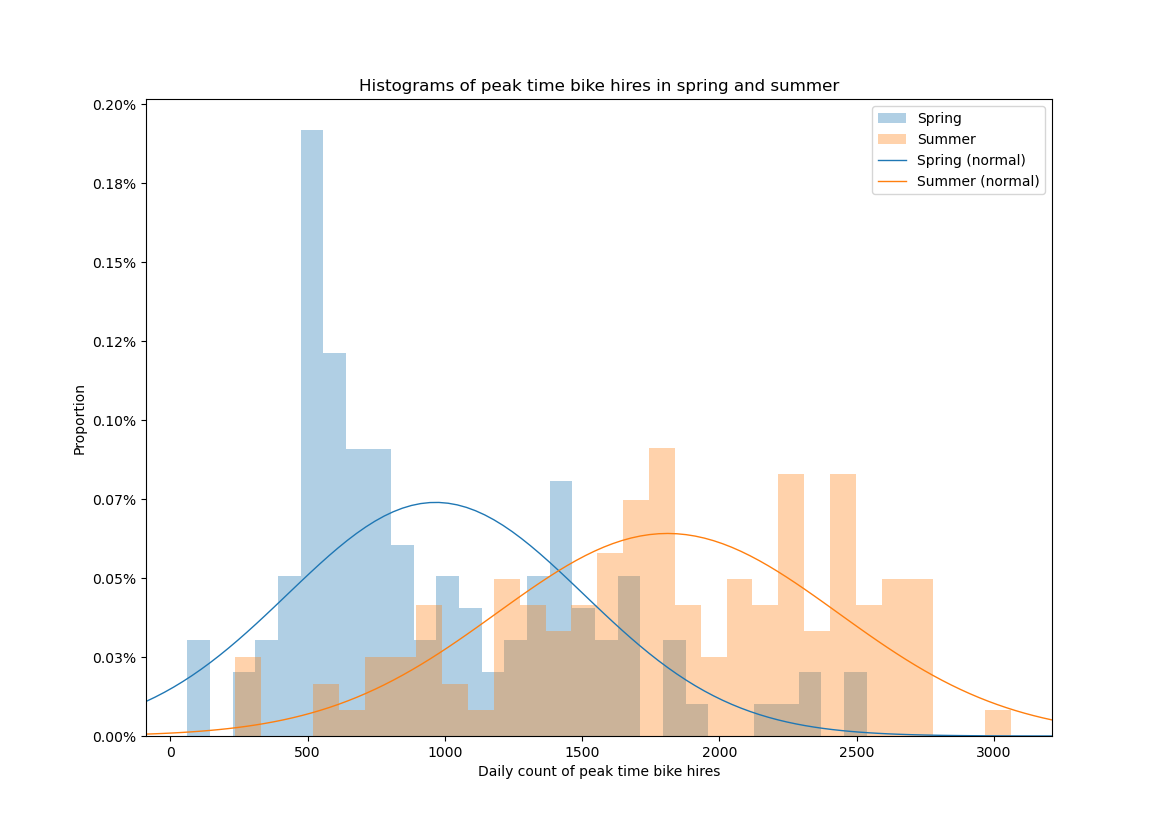 Histograms of peak time bike hires in spring and summer
Spring
Summer
Spring (normal)
Summer (normal)
0.20%
0.18%
0.15%
0.12%
0.10%
0.07%
0.05%
0.03%
0.00%
Proportion
0 500 1000 1500 2000 2500 3000
Daily count of peak time bike hires